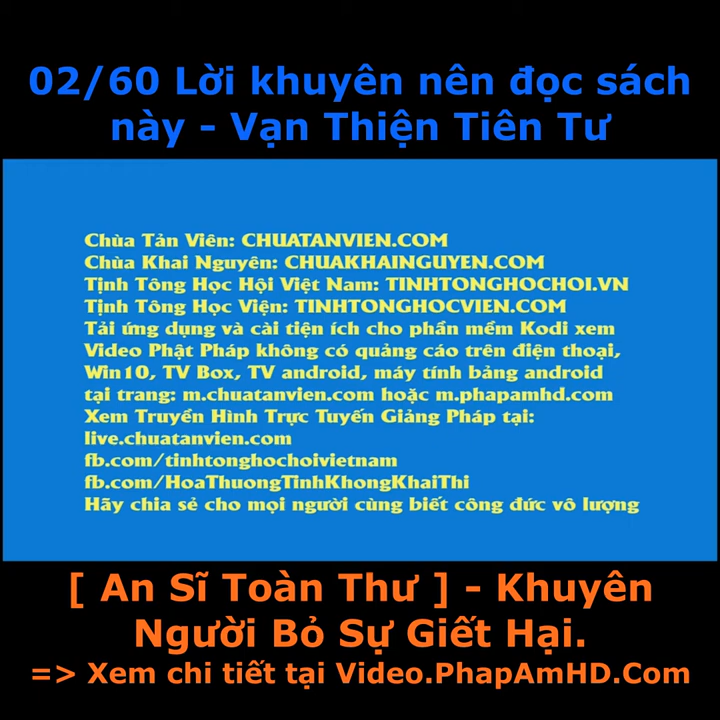 02/60 Lời khuyên nên đọc sách
này - Vạn Thiện Tiên Tư
Chùa Tản Viên: CHUATANVIEN.COM
Chùa Khai Nguyên: CHUAKHAINGUYEN.COM
Tịnh Tông Học Hội Việt Nam: TINHTONGHOCHOI.VN
Tịnh Tông Học Viện: TINHTONGHOCVIEN.COM
Tải ứng dụng và cài tiện ích cho phần mềm Kodi xem
Video Phật Pháp không có quảng cáo trên điện thoại,
Win10, TV Box, TV android, máy tính bảng android
tại trang: m.chuatanvien.com hoặc m.phapamhd.com
Xem Truyền Hình Trực Tuyến Giảng Pháp tại:
live.chuatanvien.com
fb.com/tinhtonghochoivietnam
fb.com/HoaThuongTinhKhongKhaiThi
Hãy chia sẻ cho mọi người cùng biết công đức vô lượng
[ An Sĩ Toàn Thư ] - Khuyên
Người Bỏ Sự Giết Hại.
=> Xem chi tiết tại Video.PhapAmHD.Com